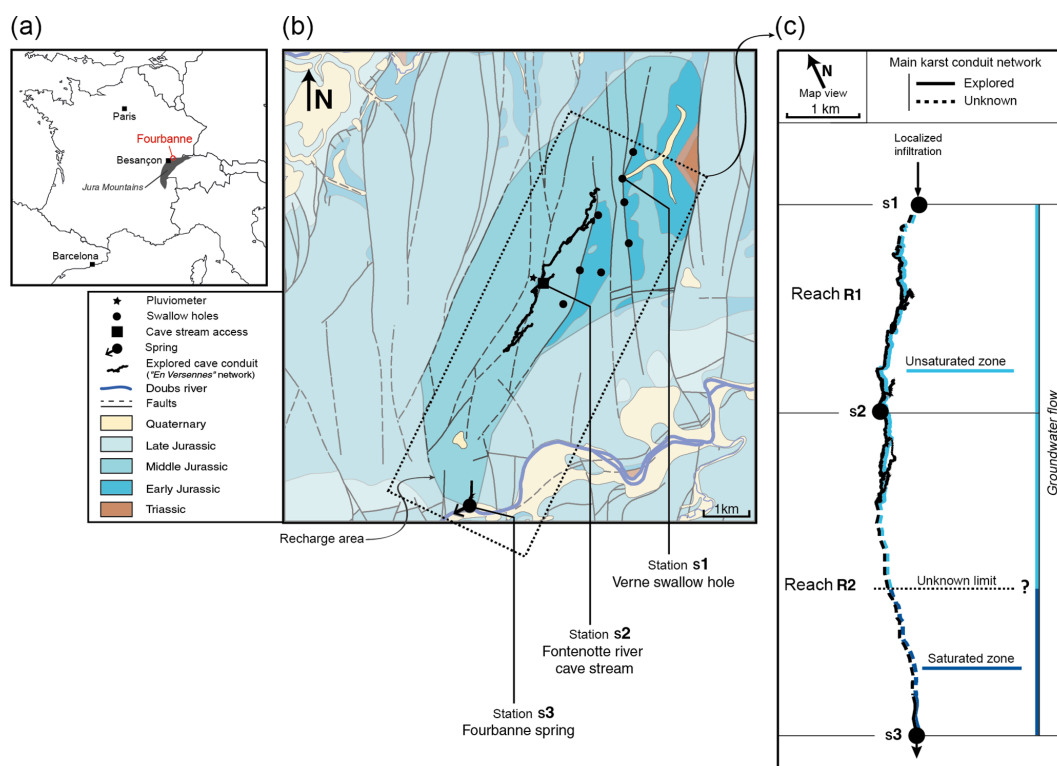 (a)
Paris
Fourbanne
Besançon
Jura Mountains
Barcelona
Pluviometer
Swallow holes
Cave stream access
Spring
Explored cave conduit
("En Versennes" network)
Doubs river
Faults
Quaternary
Late Jurassic
Middle Jurassic
Early Jurassic
Triassic
(b)
N
1km
Recharge area
Station s1
Verne swallow hole
Station s2
Fontenotte river
cave stream
Station s3
Fourbanne spring
(c)
N
Map view
1 km
Main karst conduit network
Explored
Unknown
Localized
infiltration
s1
Reach R1
Unsaturated zone
s2
Groundwater flow
Reach R2
Unknown limit
?
Saturated zone
s3